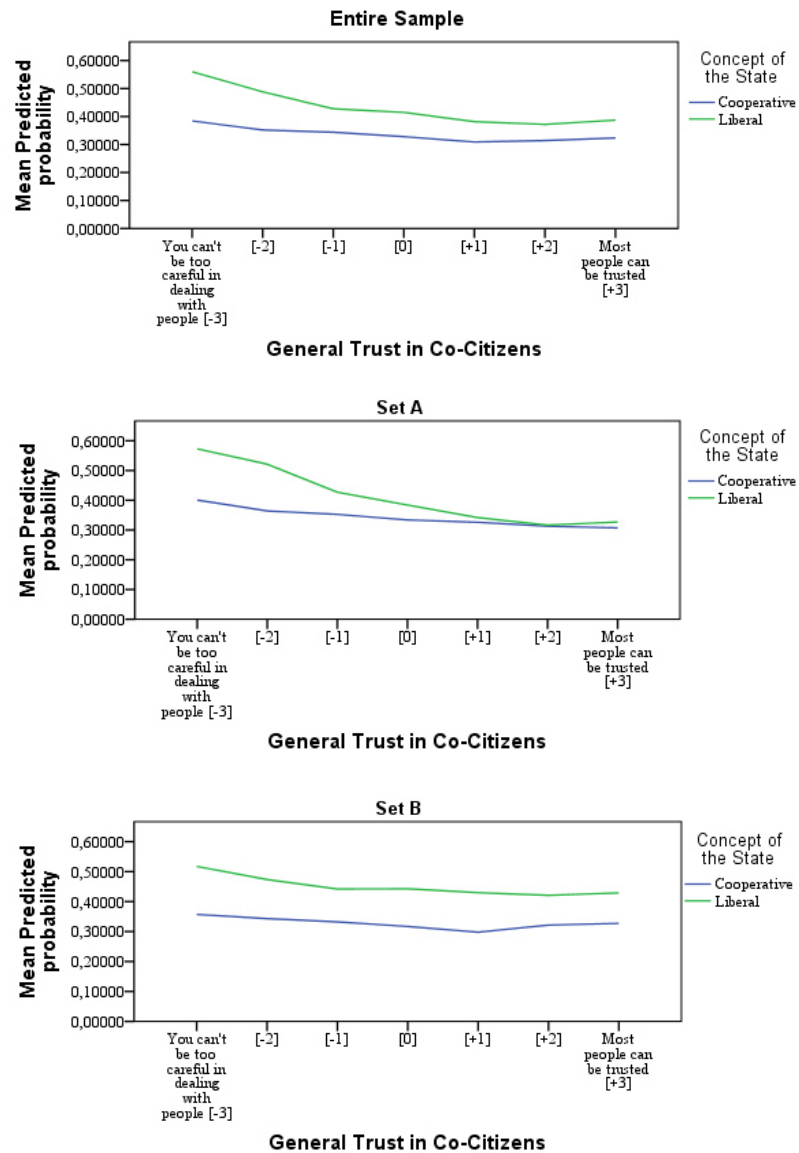 Entire Sample
Mean Predicted
probability
0,60000
0,50000
0,40000
0,30000
0,20000
0,10000
0,00000
Concept of
the State
Cooperative
Liberal
You can't
be too
careful in
dealing
with
people [-3]
[-2]
[-1]
[0]
[+1]
[+2]
Most
people can
be trusted
[+3]
General Trust in Co-Citizens
Set A
Mean Predicted
probability
0,60000
0,50000
0,40000
0,30000
0,20000
0,10000
0,00000
Concept of
the State
Cooperative
Liberal
You can't
be too
careful in
dealing
with
people [-3]
[-2]
[-1]
[0]
[+1]
[+2]
Most
people can
be trusted
[+3]
General Trust in Co-Citizens
Set B
Mean Predicted
probability
0,60000
0,50000
0,40000
0,30000
0,20000
0,10000
0,00000
Concept of
the State
Cooperative
Liberal
You can't
be too
careful in
dealing
with
people [-3]
[-2]
[-1]
[0]
[+1]
[+2]
Most
people can
be trusted
[+3]
General Trust in Co-Citizens